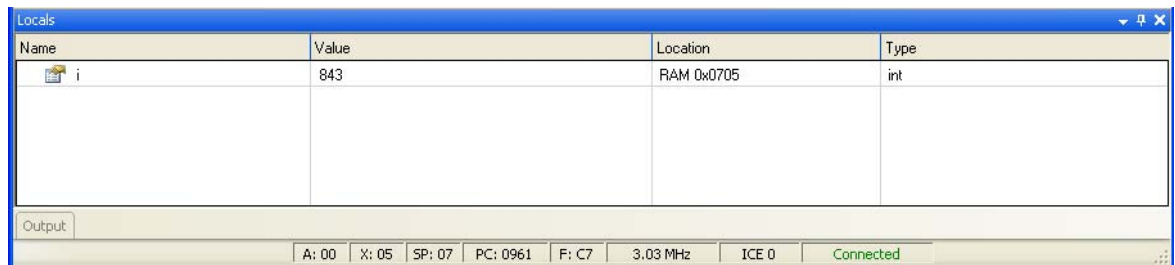 Locals
Name Value Location Type
i 843 RAM 0x0705 int
Output
A: 00 X: 05 SP: 07 PC: 0961 F: C7 3.03 MHz ICE 0 Connected